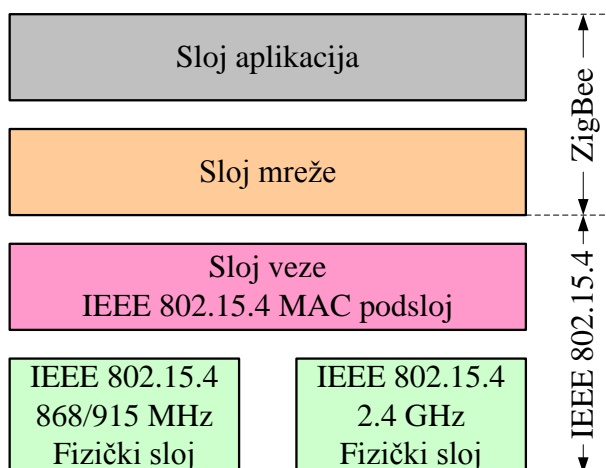 Sloj aplikacija
ZigBee
Sloj mreže
Sloj veze
IEEE 802.15.4 MAC podsloj
IEEE 802.15.4
IEEE 802.15.4
868/915 MHz
Fizički sloj
IEEE 802.15.4
2.4 GHz
Fizički sloj